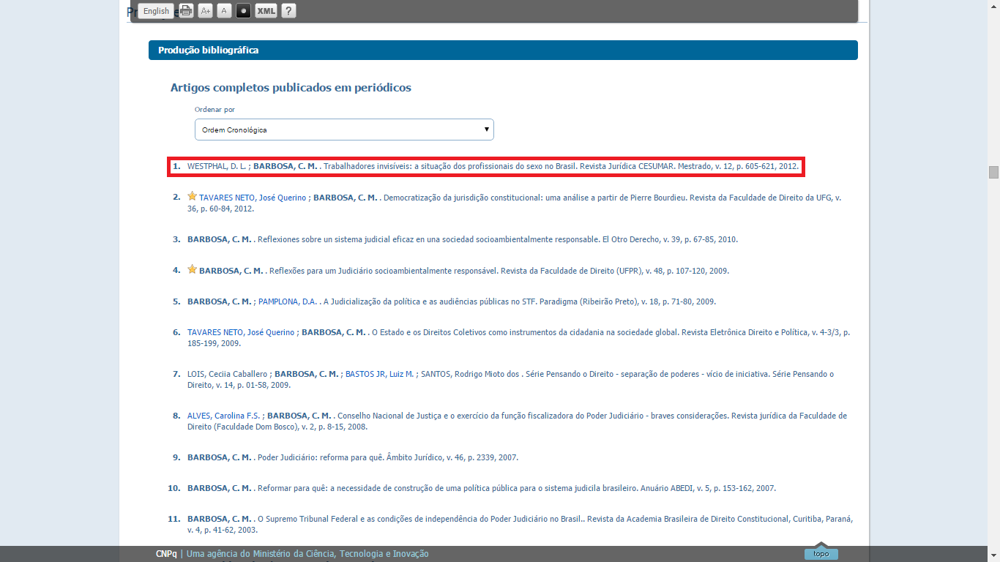 English A+ A XML ?
Produção bibliográfica
Artigos completos publicados em periódicos
Ordenar por
Ordem Cronológica
1. WESTPHAL, D. L. ; BARBOSA, C. M. . Trabalhadores invisíveis: a situação dos profissionais do sexo no Brasil. Revista Jurídica CESUMAR. Mestrado, v. 12, p. 605-621, 2012.
2. TAVARES NETO, José Querino ; BARBOSA, C. M. . Democratização da jurisdição constitucional: uma análise a partir de Pierre Bourdieu. Revista da Faculdade de Direito da UFG, v.
36, p. 60-84, 2012.
3. BARBOSA, C. M. . Reflexiones sobre un sistema judicial eficaz en una sociedad socioambientalmente responsable. El Otro Derecho, v. 39, p. 67-85, 2010.
4. BARBOSA, C. M. . Reflexões para um Judiciário socioambientalmente responsável. Revista da Faculdade de Direito (UFPR), v. 48, p. 107-120, 2009.
5. BARBOSA, C. M. ; PAMPLONA, D.A. . A Judicialização da política e as audiências públicas no STF. Paradigma (Ribeirão Preto), v. 18, p. 71-80, 2009.
6. TAVARES NETO, José Querino ; BARBOSA, C. M. . O Estado e os Direitos Coletivos como instrumentos da cidadania na sociedade global. Revista Eletrônica Direito e Política, v. 4-3/3, p.
185-199, 2009.
7. LOIS, Ceciia Caballero ; BARBOSA, C. M. ; BASTOS JR, Luiz M. ; SANTOS, Rodrigo Mioto dos . Série Pensando o Direito - separação de poderes - vício de iniciativa. Série Pensando o
Direito, v. 14, p. 01-58, 2009.
8. ALVES, Carolina F.S. ; BARBOSA, C. M. . Conselho Nacional de Justiça e o exercício da função fiscalizadora do Poder Judiciário - braves considerações. Revista jurídica da Faculdade de
Direito (Faculdade Dom Bosco), v. 2, p. 8-15, 2008.
9. BARBOSA, C. M. . Poder Judiciário: reforma para quê. Âmbito Jurídico, v. 46, p. 2339, 2007.
10. BARBOSA, C. M. . Reformar para quê: a necessidade de construção de uma política pública para o sistema judicila brasileiro. Anuário ABEDI, v. 5, p. 153-162, 2007.
11. BARBOSA, C. M. . O Supremo Tribunal Federal e as condições de independência do Poder Judiciário no Brasil.. Revista da Academia Brasileira de Direito Constitucional, Curitiba, Paraná,
v. 4, p. 41-62, 2003.
CNPq | Uma agência do Ministério da Ciência, Tecnologia e Inovação
topo